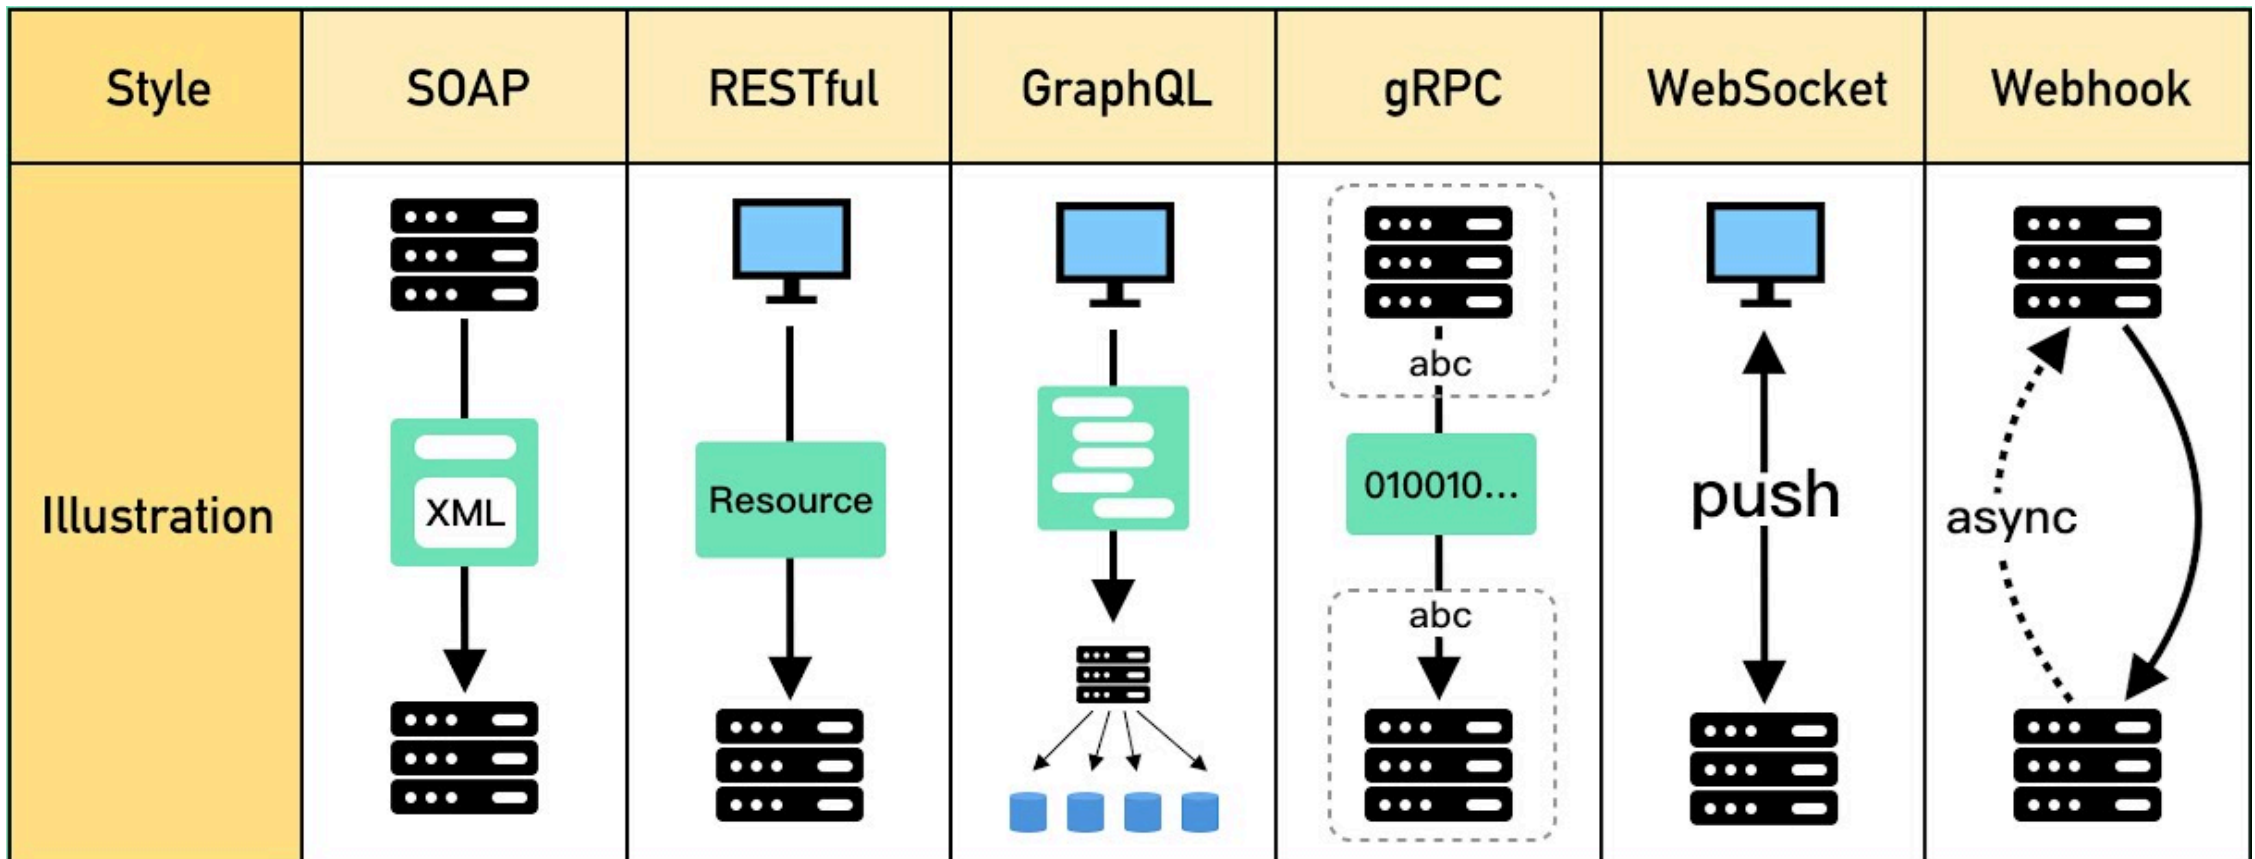 Style
SOAP
RESTful
GraphQL
gRPC
WebSocket
Webhook
Illustration
XML
Resource
abc
010010...
abc
push
async